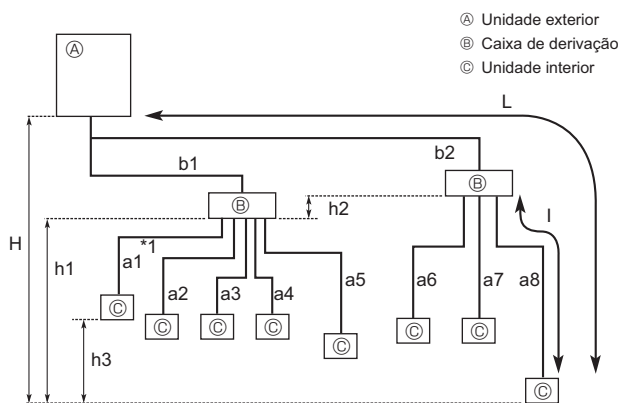 Ⓐ Unidade exterior
Ⓑ Caixa de derivação
Ⓒ Unidade interior
Ⓐ
L
b1
b2
Ⓑ
Ⓑ
h2
H
h1
*1
a1
a2
a3
a4
a5
a6
a7
a8
l
Ⓒ
Ⓒ
Ⓒ
Ⓒ
Ⓒ
Ⓒ
Ⓒ
h3
Ⓒ